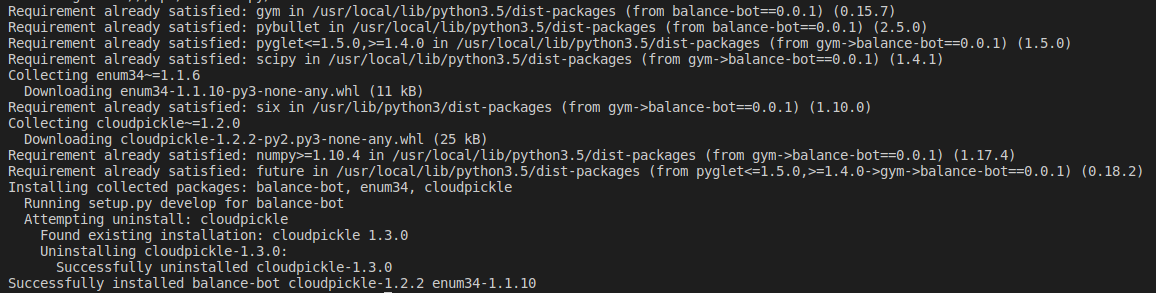 Requirement already satisfied: gym in /usr/local/lib/python3.5/dist-packages (from balance-bot==0.0.1) (0.15.7)
Requirement already satisfied: pybullet in /usr/local/lib/python3.5/dist-packages (from balance-bot==0.0.1) (2.5.0)
Requirement already satisfied: pyglet<=1.5.0,>=1.4.0 in /usr/local/lib/python3.5/dist-packages (from gym->balance-bot==0.0.1) (1.5.0)
Requirement already satisfied: scipy in /usr/local/lib/python3.5/dist-packages (from gym->balance-bot==0.0.1) (1.4.1)
Collecting enum34~=1.1.6
  Downloading enum34-1.1.10-py3-none-any.whl (11 kB)
Requirement already satisfied: six in /usr/lib/python3/dist-packages (from gym->balance-bot==0.0.1) (1.10.0)
Collecting cloudpickle~=1.2.0
  Downloading cloudpickle-1.2.2-py2.py3-none-any.whl (25 kB)
Requirement already satisfied: numpy>=1.10.4 in /usr/local/lib/python3.5/dist-packages (from gym->balance-bot==0.0.1) (1.17.4)
Requirement already satisfied: future in /usr/local/lib/python3.5/dist-packages (from pyglet<=1.5.0,>=1.4.0->gym->balance-bot==0.0.1) (0.18.2)
Installing collected packages: balance-bot, enum34, cloudpickle
  Running setup.py develop for balance-bot
  Attempting uninstall: cloudpickle
    Found existing installation: cloudpickle 1.3.0
    Uninstalling cloudpickle-1.3.0:
      Successfully uninstalled cloudpickle-1.3.0
Successfully installed balance-bot cloudpickle-1.2.2 enum34-1.1.10